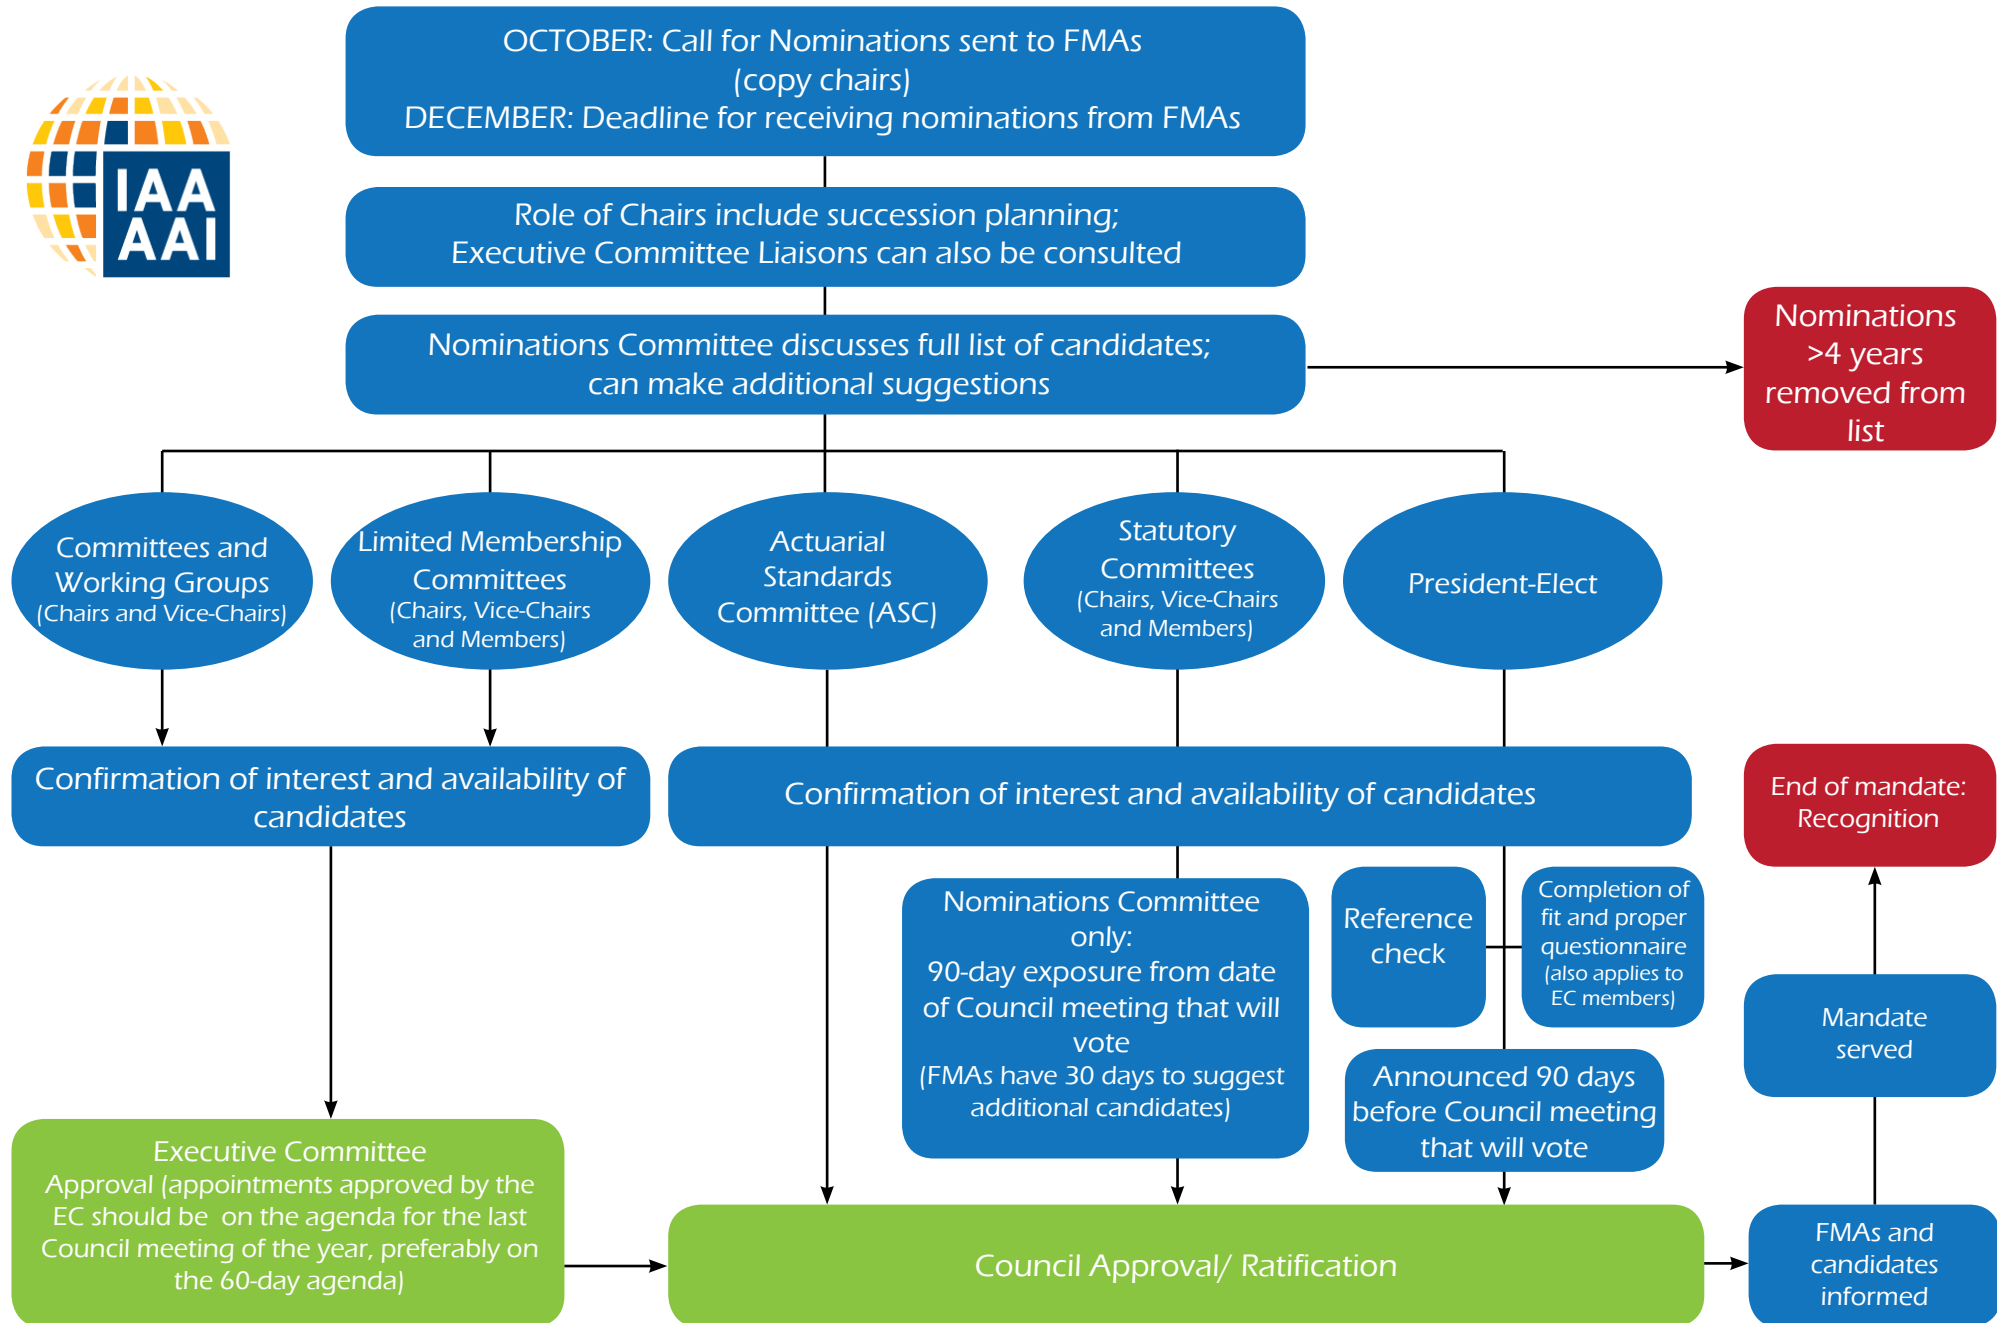 OCTOBER: Call for Nominations sent to FMAs
(copy chairs)
DECEMBER: Deadline for receiving nominations from FMAs
IAA
AAI
Role of Chairs include succession planning;
Executive Committee Liaisons can also be consulted
Nominations Committee discusses full list of candidates;
can make additional suggestions
Nominations
>4 years
removed from
list
Committees and
Working Groups
(Chairs and Vice-Chairs)
Limited Membership
Committees
(Chairs, Vice-Chairs
and Members)
Actuarial
Standards
Committee (ASC)
Statutory
Committees
(Chairs, Vice-Chairs
and Members)
President-Elect
Confirmation of interest and availability of
candidates
Confirmation of interest and availability of candidates
End of mandate:
Recognition
Nominations Committee
only:
90-day exposure from date
of Council meeting that will
vote
(FMAs have 30 days to suggest
additional candidates)
Reference
check
Completion of
fit and proper
questionnaire
(also applies to
EC members)
Mandate
served
Announced 90 days
before Council meeting
that will vote
Executive Committee
Approval (appointments approved by the
EC should be on the agenda for the last
Council meeting of the year, preferably on
the 60-day agenda)
Council Approval/ Ratification
FMAs and
candidates
informed